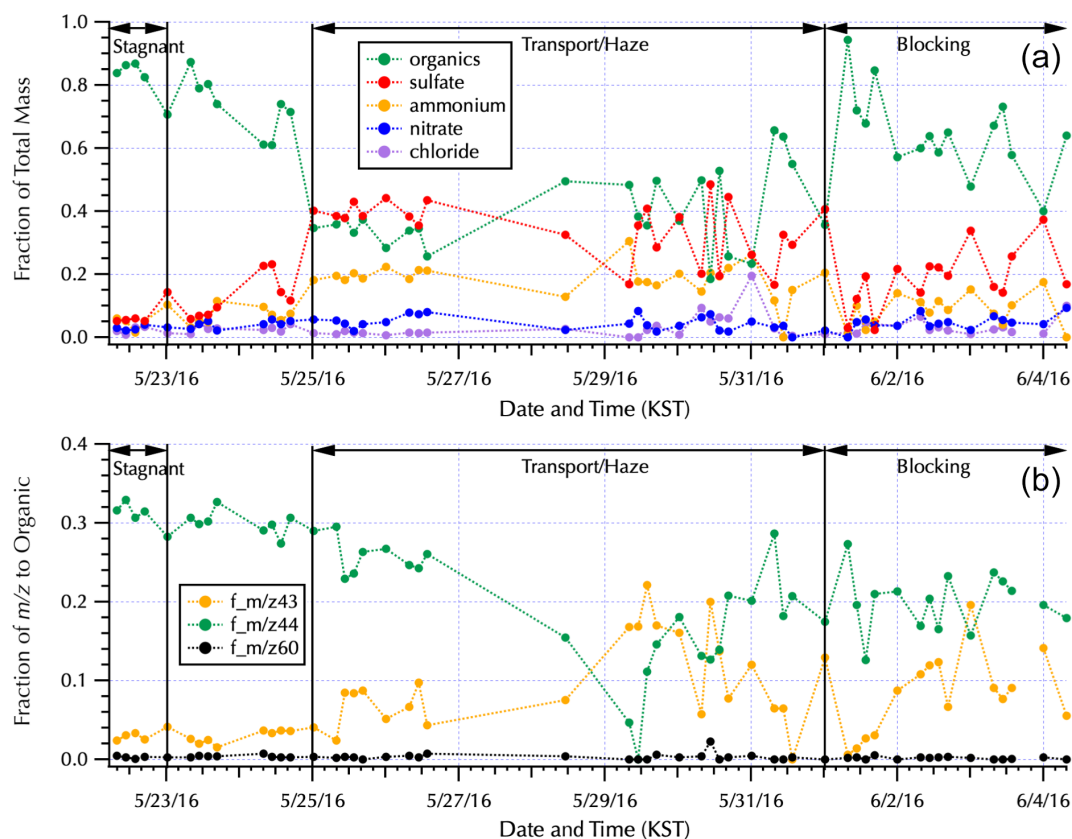 1.0
0.8
0.6
0.4
0.2
0.0
Fraction of Total Mass
Stagnant
Transport/Haze
Blocking
(a)
organics
sulfate
ammonium
nitrate
chloride
5/23/16
5/25/16
5/27/16
5/29/16
5/31/16
6/2/16
6/4/16
Date and Time (KST)
0.4
0.3
0.2
0.1
0.0
Fraction of m/z to Organic
Stagnant
Transport/Haze
Blocking
(b)
f_m/z43
f_m/z44
f_m/z60
5/23/16
5/25/16
5/27/16
5/29/16
5/31/16
6/2/16
6/4/16
Date and Time (KST)